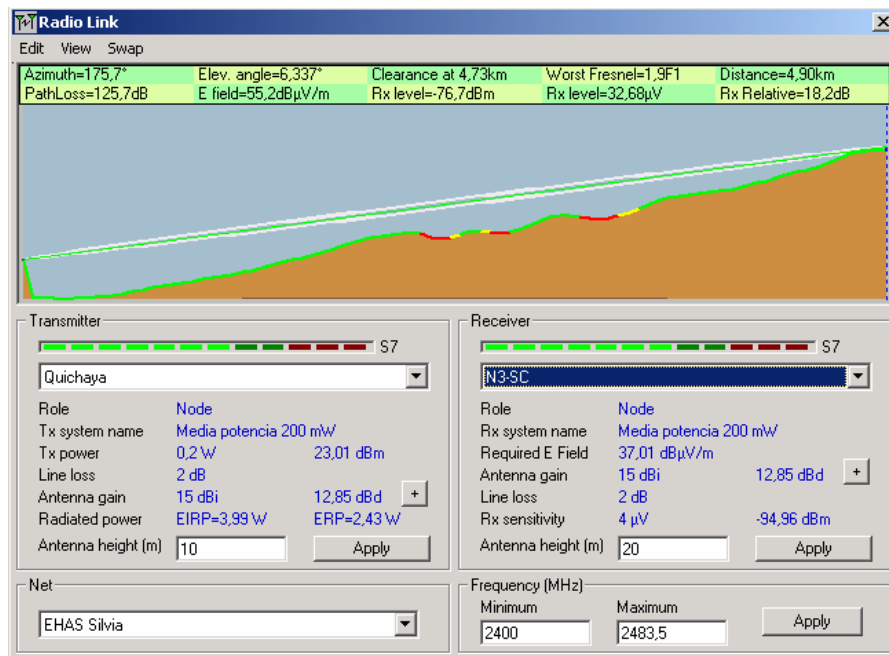 Radio Link
Edit View Swap
Azimuth=175,7° Elev. angle=6,337° Clearance at 4,73km Worst Fresnel=1,9F1 Distance=4,90km
PathLoss=125,7dB E field=55,2dBµV/m Rx level=-76,7dBm Rx level=32,68µV Rx Relative=18,2dB
Transmitter
S7
Quichaya
Role Node
Tx system name Media potencia 200 mW
Tx power 0,2 W 23,01 dBm
Line loss 2 dB
Antenna gain 15 dBi 12,85 dBd +
Radiated power EIRP=3,99 W ERP=2,43 W
Antenna height (m) 10 Apply
Receiver
S7
N3-SC
Role Node
Rx system name Media potencia 200 mW
Required E Field 37,01 dBµV/m
Antenna gain 15 dBi 12,85 dBd +
Line loss 2 dB
Rx sensitivity 4 µV -94,96 dBm
Antenna height (m) 20 Apply
Net
EHAS Silvia
Frequency (MHz)
Minimum Maximum
2400 2483,5 Apply